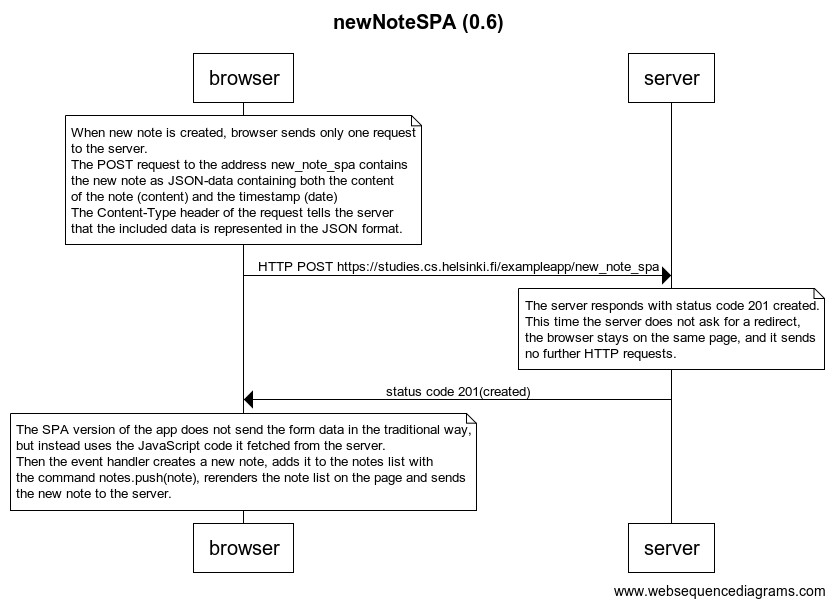 newNoteSPA (0.6)
browser
server
When new note is created, browser sends only one request
to the server.
The POST request to the address new_note_spa contains
the new note as JSON-data containing both the content
of the note (content) and the timestamp (date)
The Content-Type header of the request tells the server
that the included data is represented in the JSON format.
HTTP POST https://studies.cs.helsinki.fi/exampleapp/new_note_spa
The server responds with status code 201 created.
This time the server does not ask for a redirect,
the browser stays on the same page, and it sends
no further HTTP requests.
status code 201(created)
The SPA version of the app does not send the form data in the traditional way,
but instead uses the JavaScript code it fetched from the server.
Then the event handler creates a new note, adds it to the notes list with
the command notes.push(note), rerenders the note list on the page and sends
the new note to the server.
browser
server
www.websequencediagrams.com